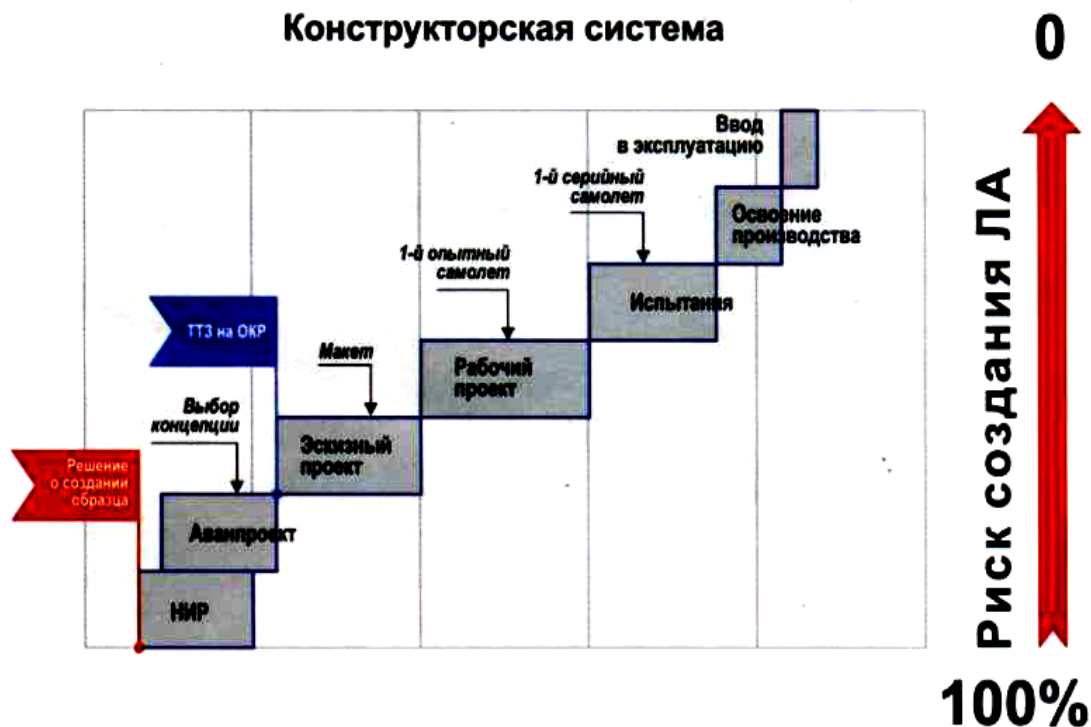 Конструкторская система
0
Ввод
в эксплуатацию
1-й серийный
самолет
Освоение
производства
1-й опытный
самолет
Испытания
ТТЗ на ОКР
Макет
Рабочий
проект
Выбор
концепции
Эскизный
проект
Решение
о создании
образца
Аванпроект
НИР
Риск создания ЛА
100%